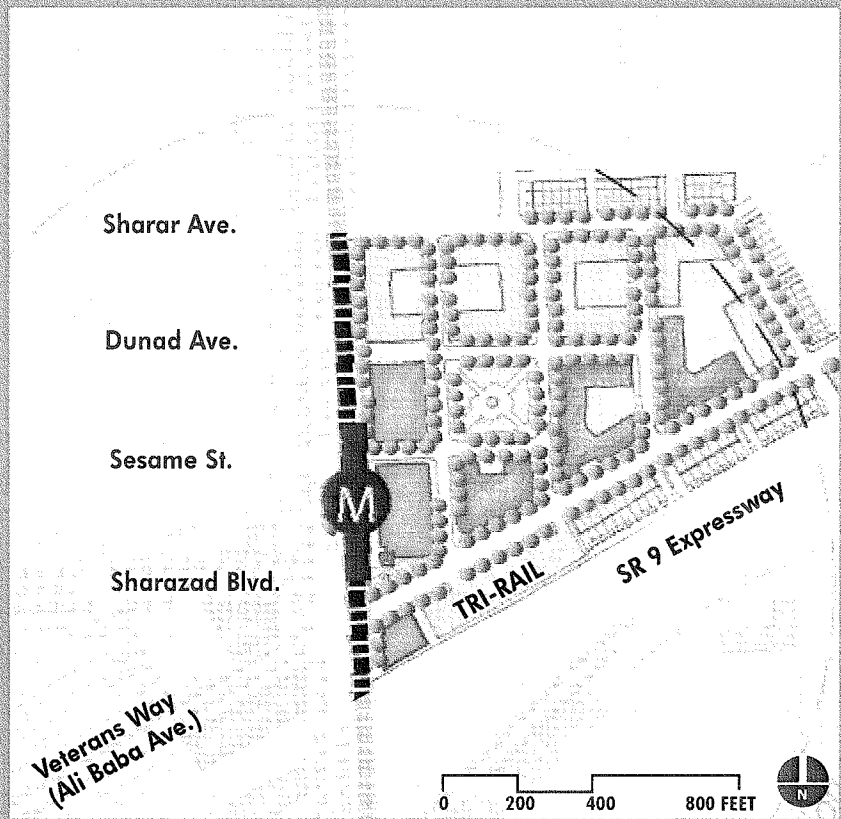 Sharar Ave.
Dunad Ave.
Sesame St.
M
Sharazad Blvd.
TRI-RAIL
SR 9 Expressway
Veterans Way
(Ali Baba Ave.)
0 200 400 800 FEET
N